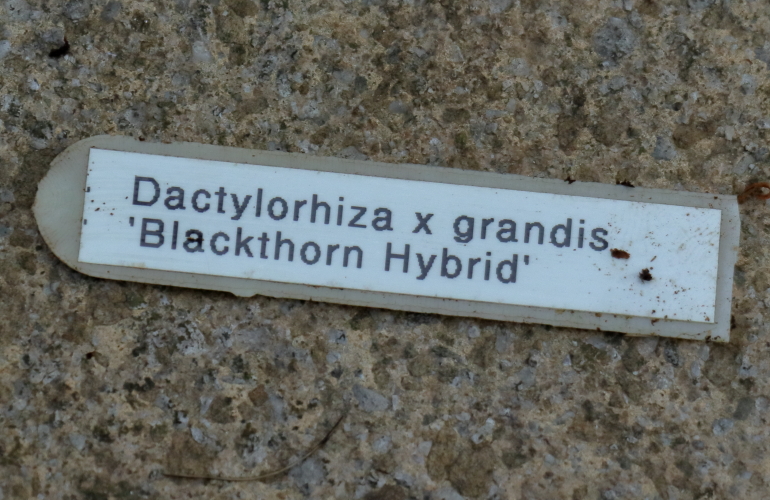 Dactylorhiza x grandis
'Blackthorn Hybrid'